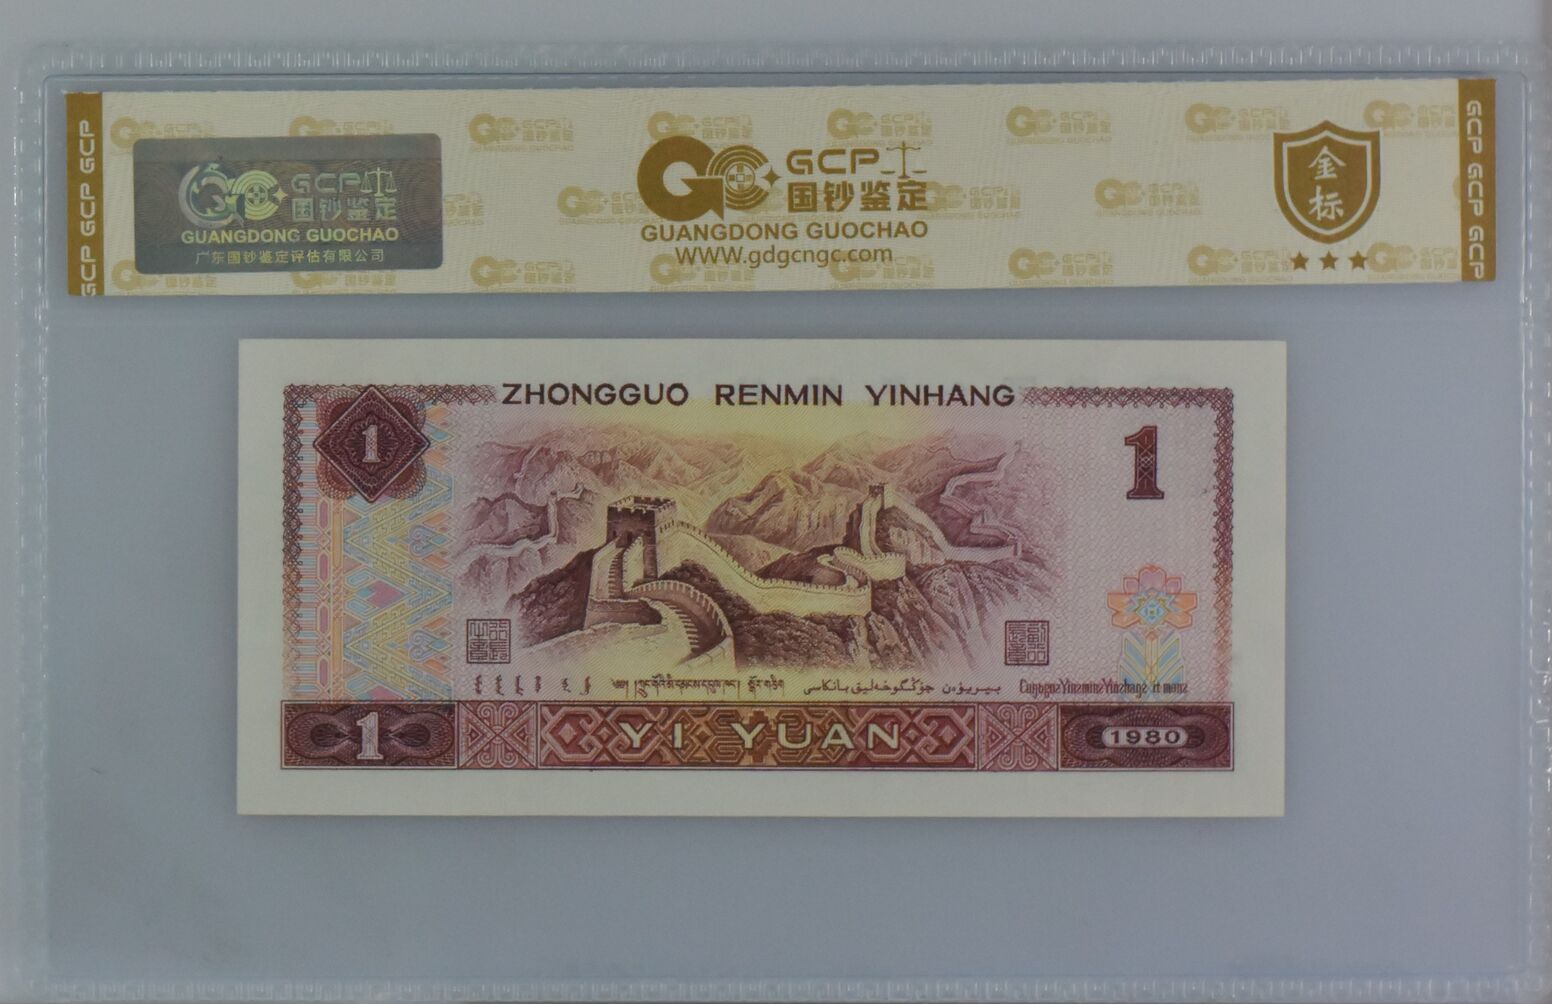 GCP 国钞鉴定
GUANGDONG GUOCHAO
广东国钞鉴定评估有限公司
GCP 国钞鉴定
GUANGDONG GUOCHAO
www.gdgcngc.com
金标
GCP GCP GCP
GCP GCP GCP
ZHONGGUO RENMIN YINHANG
1
1
1
YI YUAN
1980